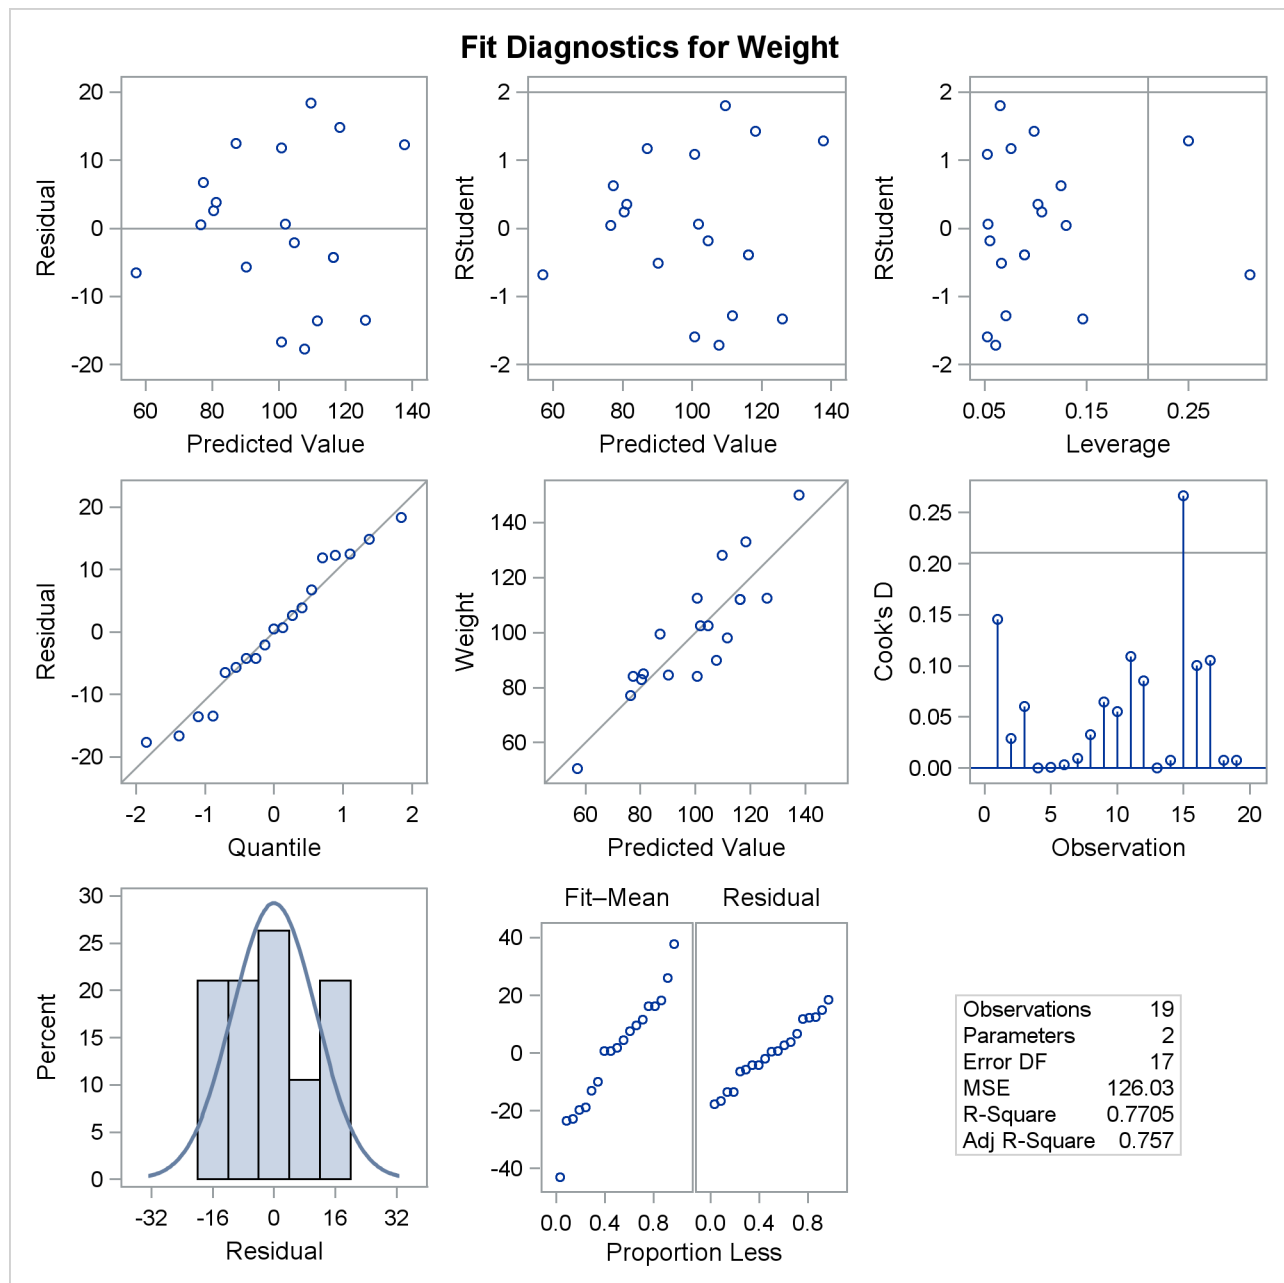 Fit Diagnostics for Weight
20
10
0
-10
-20
Residual
60 80 100 120 140
Predicted Value
2
1
0
-1
-2
RStudent
60 80 100 120 140
Predicted Value
2
1
0
-1
-2
RStudent
0.05 0.15 0.25
Leverage
20
10
0
-10
-20
Residual
-2 -1 0 1 2
Quantile
140
120
100
80
60
Weight
60 80 100 120 140
Predicted Value
0.25
0.20
0.15
0.10
0.05
0.00
Cook's D
0 5 10 15 20
Observation
30
25
20
15
10
5
0
Percent
-32 -16 0 16 32
Residual
Fit–Mean Residual
40
20
0
-20
-40
0.0 0.4 0.8 0.0 0.4 0.8
Proportion Less
Observations 19
Parameters 2
Error DF 17
MSE 126.03
R-Square 0.7705
Adj R-Square 0.757